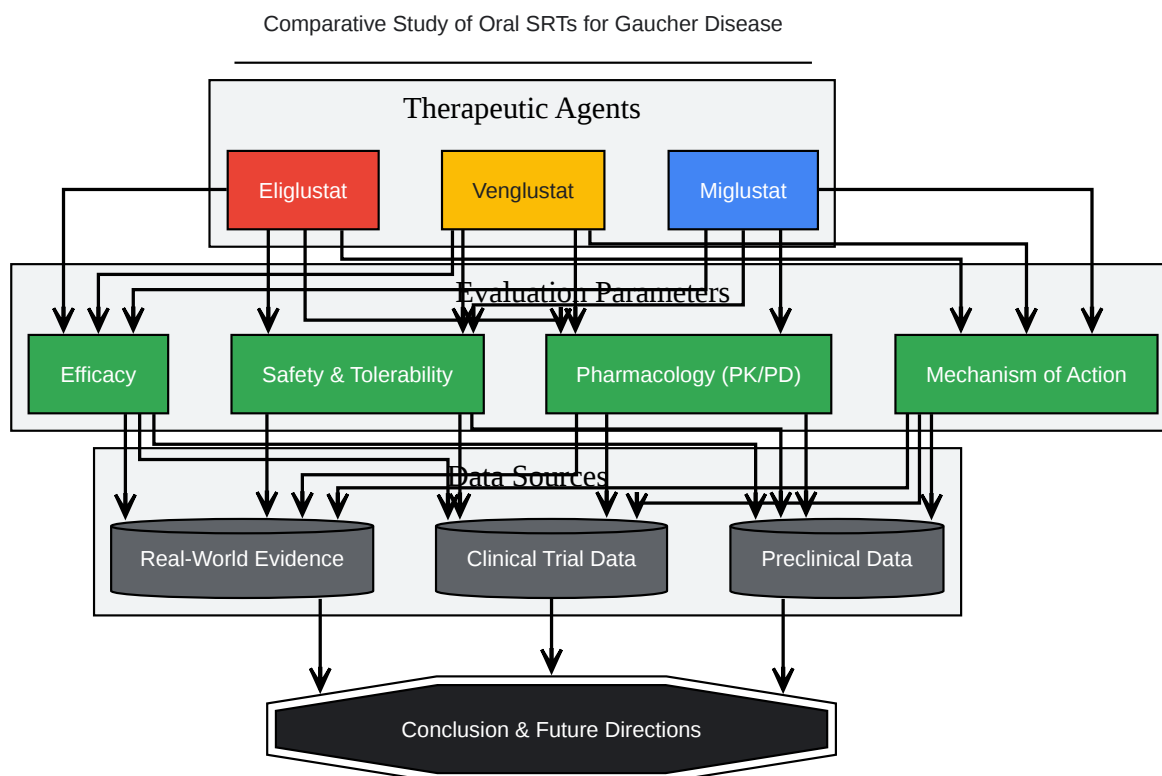 Comparative Study of Oral SRTs for Gaucher Disease
Therapeutic Agents
Eliglustat
Venglustat
Miglustat
Evaluation Parameters
Efficacy
Safety & Tolerability
Pharmacology (PK/PD)
Mechanism of Action
Data Sources
Real-World Evidence
Clinical Trial Data
Preclinical Data
Conclusion & Future Directions